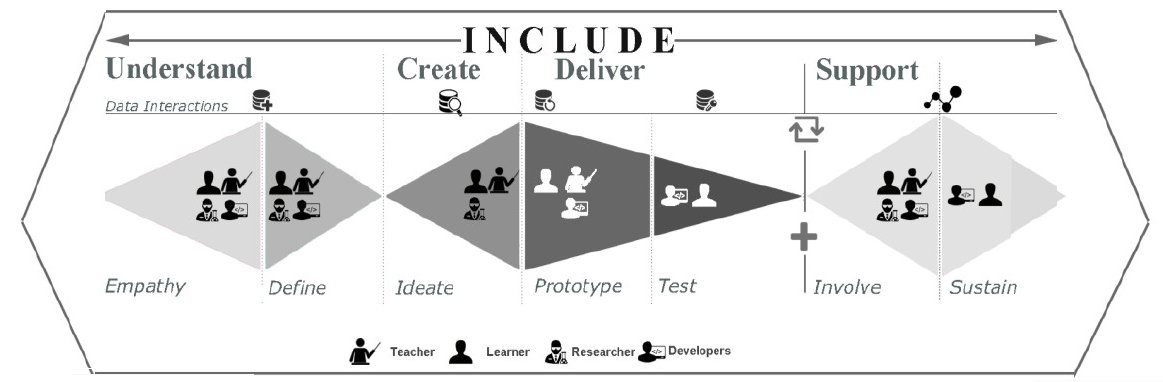 INCLUDE
Understand Create Deliver Support
Data Interactions
Empathy Define Ideate Prototype Test Involve Sustain
Teacher Learner Researcher Developers